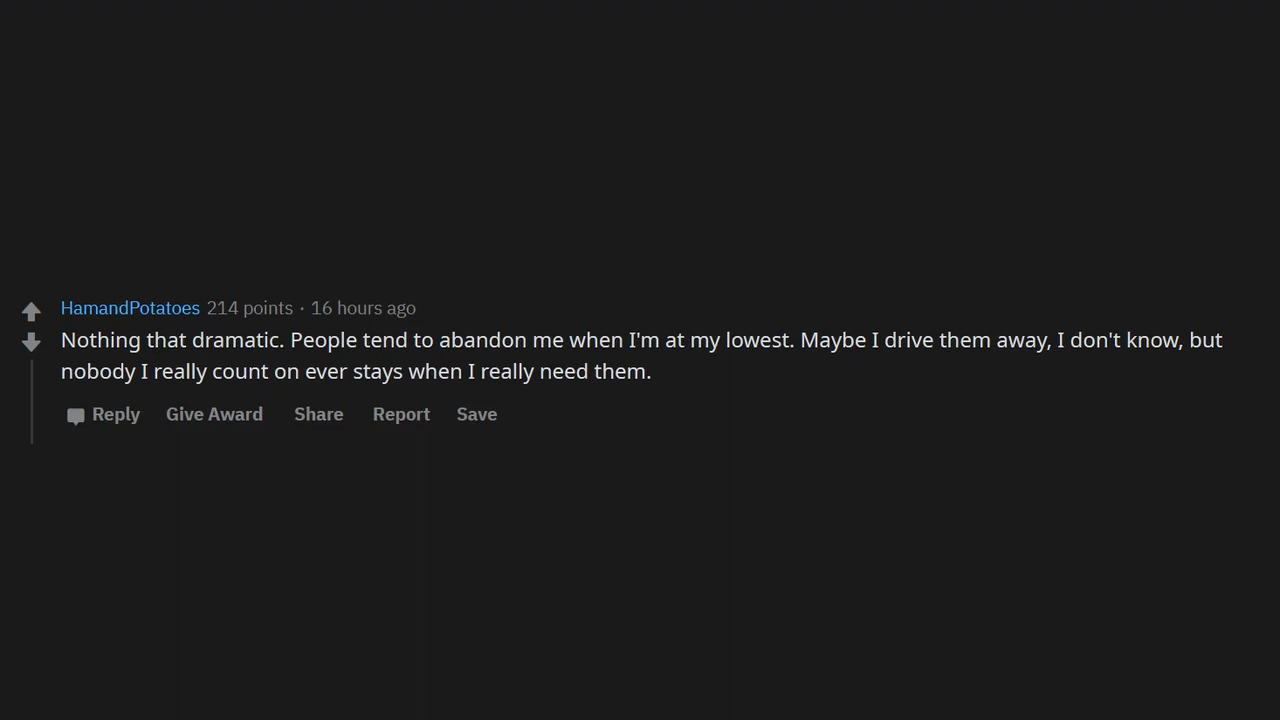 HamandPotatoes 214 points · 16 hours ago
Nothing that dramatic. People tend to abandon me when I'm at my lowest. Maybe I drive them away, I don't know, but
nobody I really count on ever stays when I really need them.
Reply Give Award Share Report Save